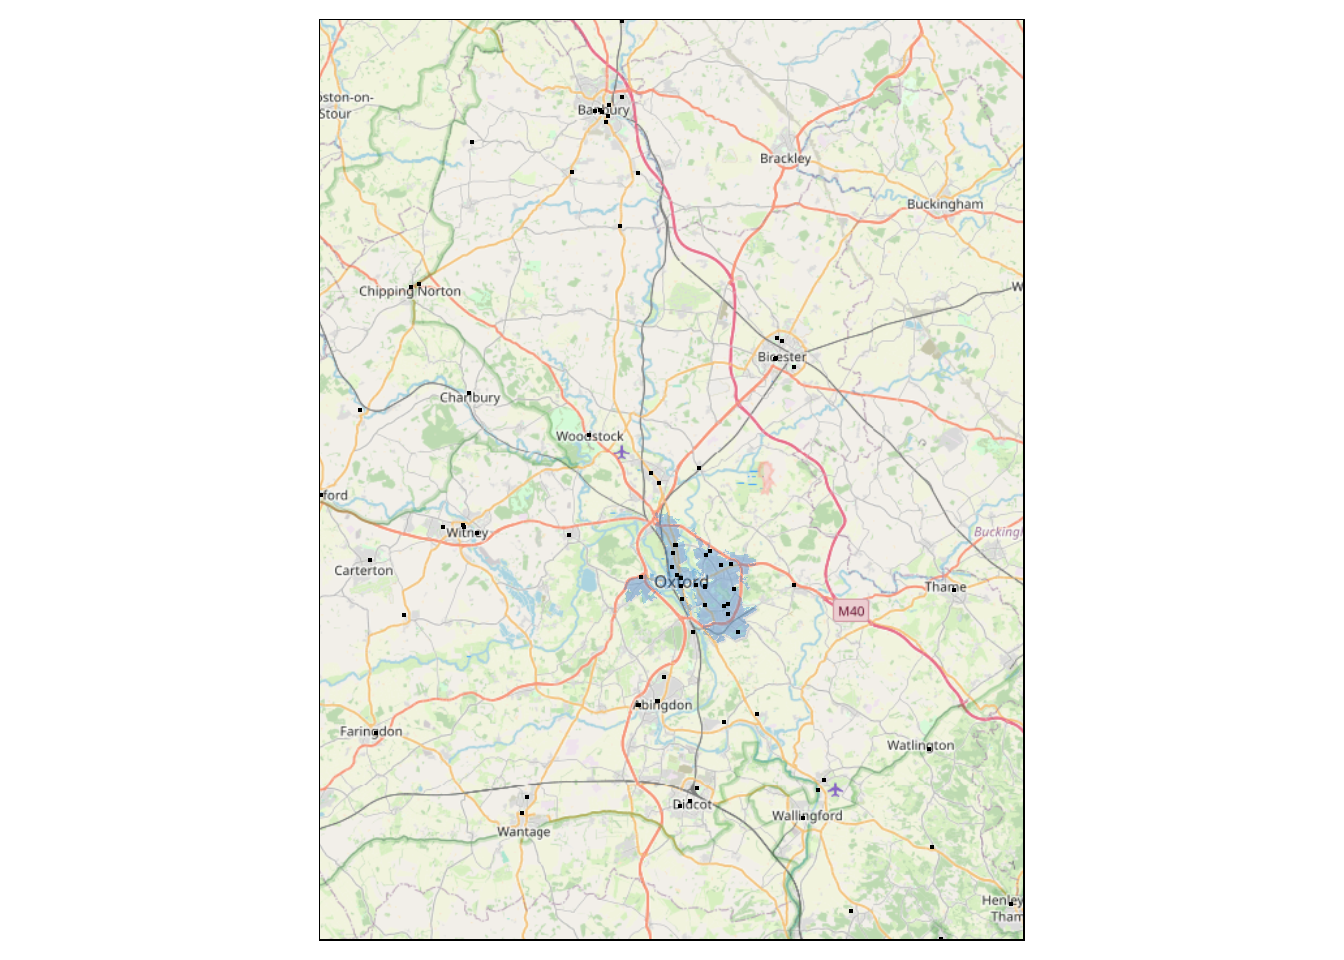 oston-on-
Stour
Banbury
Brackley
Buckingham
Chipping Norton
W
Bicester
Charlbury
Woodstock
ford
Witney
Bucking
Carterton
Oxford
Thame
M40
Abingdon
Faringdon
Watlington
Didcot
Wallingford
Wantage
Henley
Tham